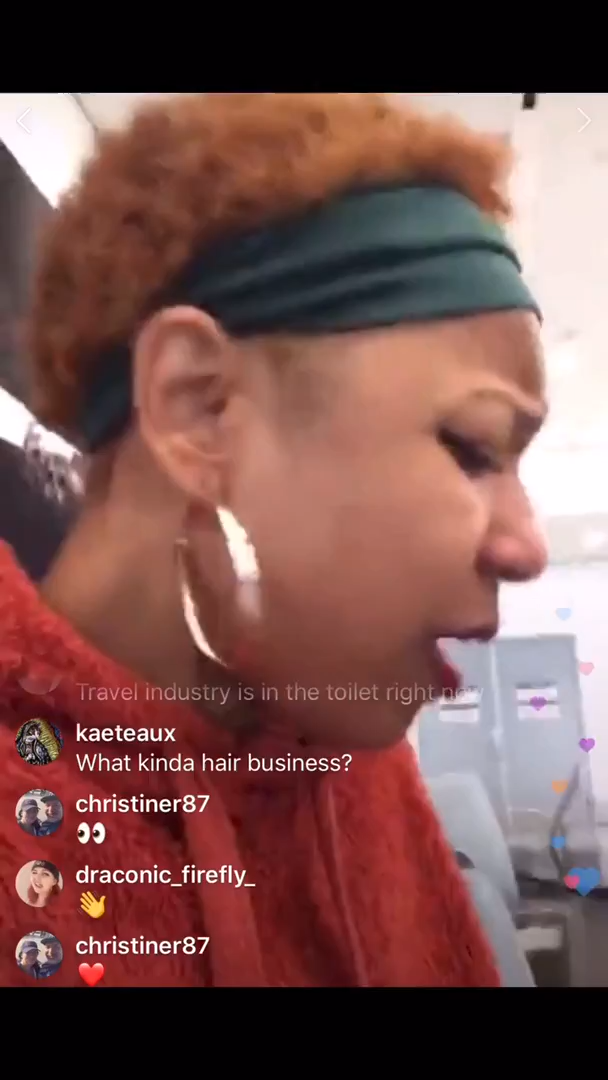 Travel industry is in the toilet right now
kaeteaux
What kinda hair business?
christiner87
👀
draconic_firefly_
👋
christiner87
❤️